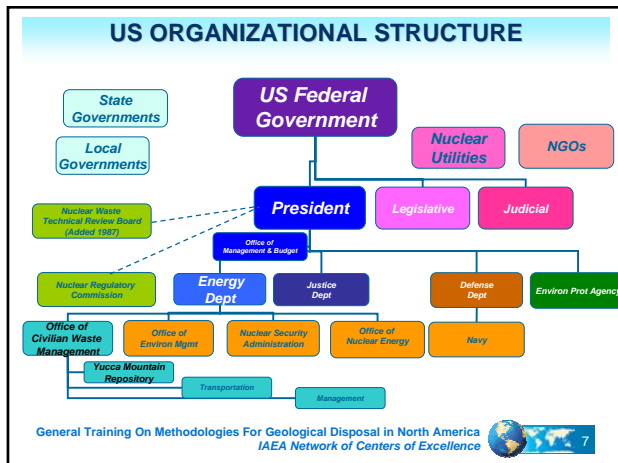 US ORGANIZATIONAL STRUCTURE
State
Governments
US Federal
Government
Local
Governments
Nuclear
Utilities
NGOs
Nuclear Waste
Technical Review Board
(Added 1987)
President
Legislative
Judicial
Office of
Management & Budget
Nuclear Regulatory
Commission
Energy
Dept
Justice
Dept
Defense
Dept
Environ Prot Agency
Office of
Civilian Waste
Management
Office of
Environ Mgmt
Nuclear Security
Administration
Office of
Nuclear Energy
Navy
Yucca Mountain
Repository
Transportation
Management
General Training On Methodologies For Geological Disposal in North America
IAEA Network of Centers of Excellence
7